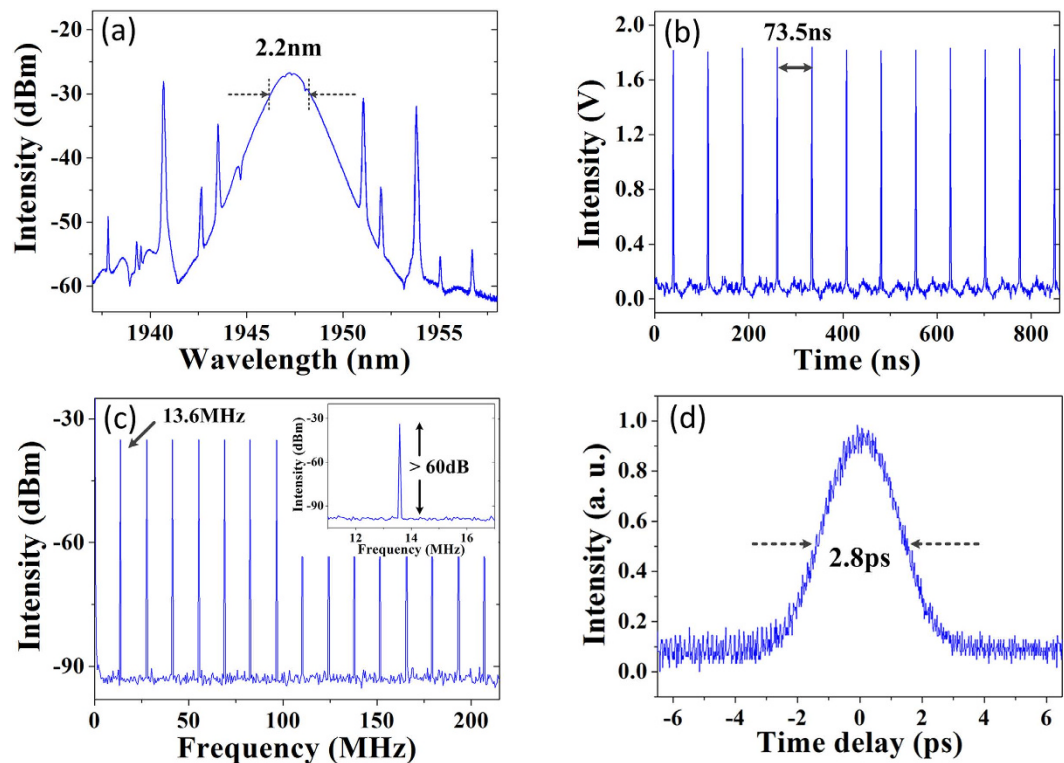 (a)
2.2nm
-20
-30
-40
-50
-60
Intensity (dBm)
1940
1945
1950
1955
Wavelength (nm)
(b)
73.5ns
2.0
1.6
1.2
0.8
0.4
0.0
Intensity (V)
0
200
400
600
800
Time (ns)
(c)
13.6MHz
-30
-60
-90
Intensity (dBm)
0
50
100
150
200
Frequency (MHz)
-30
-60
-90
Intensity (dBm)
> 60dB
12
14
16
Frequency (MHz)
(d)
2.8ps
1.0
0.8
0.6
0.4
0.2
0.0
Intensity (a. u.)
-6
-4
-2
0
2
4
6
Time delay (ps)